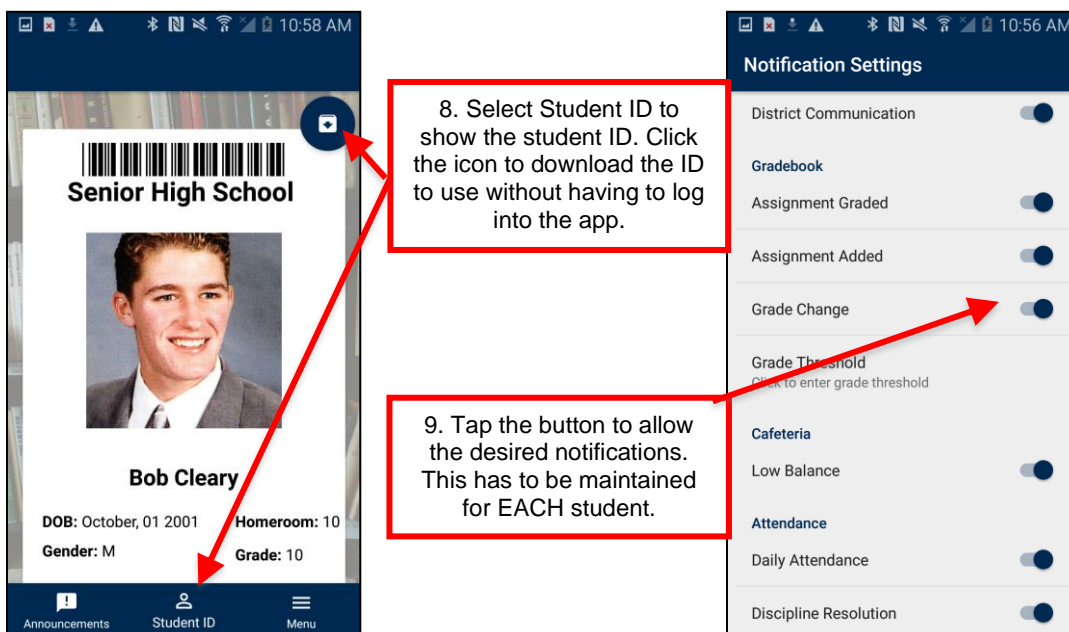 10:58 AM
Senior High School
Bob Cleary
DOB: October, 01 2001 Homeroom: 10
Gender: M Grade: 10
Announcements Student ID Menu
8. Select Student ID to
show the student ID. Click
the icon to download the ID
to use without having to log
into the app.
9. Tap the button to allow
the desired notifications.
This has to be maintained
for EACH student.
10:56 AM
Notification Settings
District Communication
Gradebook
Assignment Graded
Assignment Added
Grade Change
Grade Threshold
Click to enter grade threshold
Cafeteria
Low Balance
Attendance
Daily Attendance
Discipline Resolution